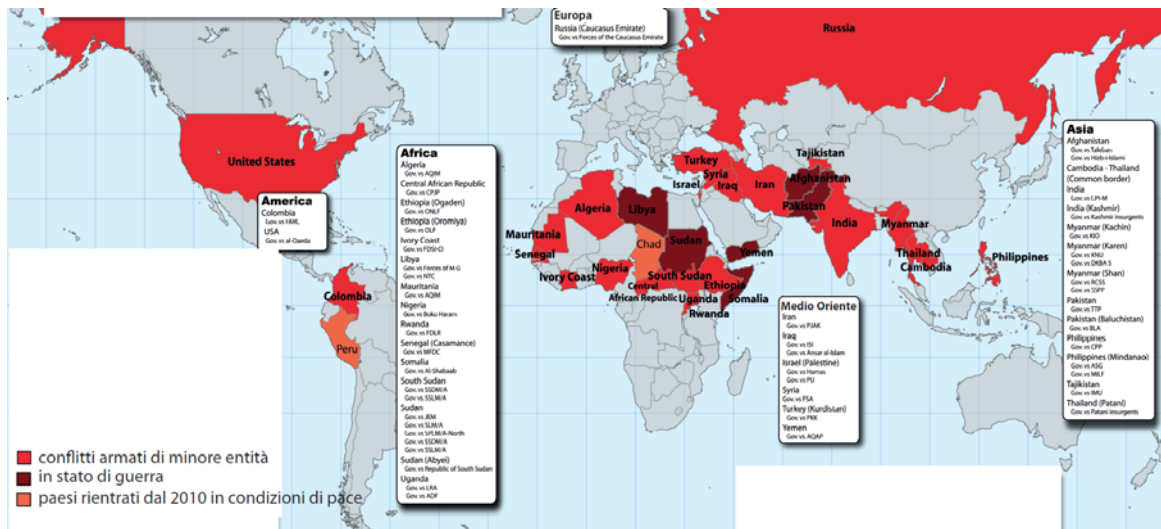 Europa
Russia (Caucasus Emirate)
Gov. vs Forces of the Caucasus Emirate
Russia
United States
America
Colombia
Gov. vs FARC
USA
Gov. vs al-Qaeda
Colombia
Peru
Africa
Algeria
Gov. vs AQIM
Central African Republic
Gov. vs CPJP
Ethiopia (Ogaden)
Gov. vs ONLF
Ethiopia (Oromiya)
Gov. vs OLF
Ivory Coast
Gov. vs FDSI-CI
Libya
Gov. vs Forces of M G
Gov. vs NTC
Mauritania
Gov. vs AQIM
Nigeria
Gov. vs Boko Haram
Rwanda
Gov. vs FDLR
Senegal (Casamance)
Gov. vs MFDC
Somalia
Gov. vs Al-Shabaab
South Sudan
Gov. vs SSDM/A
Gov. vs SSLM/A
Sudan
Gov. vs JEM
Gov. vs SLM/A
Gov. vs SPLM/A-North
Gov. vs SSDM/A
Gov. vs SSLM/A
Sudan (Abyei)
Gov. vs Republic of South Sudan
Uganda
Gov. vs LRA
Gov. vs ADF
Turkey
Syria
Israel
Iraq
Iran
Tajikistan
Afghanistan
Pakistan
India
Myanmar
Thailand
Cambodia
Philippines
Algeria
Libya
Mauritania
Senegal
Chad
Sudan
Yemen
Ivory Coast
Nigeria
South Sudan
Central
African Republic
Ethiopia
Uganda
Somalia
Rwanda
Medio Oriente
Iran
Gov. vs PJAK
Iraq
Gov. vs ISI
Gov. vs Ansar al-Islam
Israel (Palestine)
Gov. vs Hamas
Gov. vs PIJ
Syria
Gov. vs FSA
Turkey (Kurdistan)
Gov. vs PKK
Yemen
Gov. vs AQAP
Asia
Afghanistan
Gov. vs Taleban
Gov. vs Hizb-i-Islami
Cambodia - Thailand
(Common border)
India
Gov. vs CPI-M
India (Kashmir)
Gov. vs Kashmir insurgents
Myanmar (Kachin)
Gov. vs KIO
Myanmar (Karen)
Gov. vs KNU
Gov. vs DKBA 5
Myanmar (Shan)
Gov. vs RCSS
Gov. vs SSPP
Pakistan
Gov. vs TTP
Pakistan (Baluchistan)
Gov. vs BLA
Philippines
Gov. vs CPP
Philippines (Mindanao)
Gov. vs ASG
Gov. vs MILF
Tajikistan
Gov. vs IMU
Thailand (Patani)
Gov. vs Patani insurgents
conflitti armati di minore entità
in stato di guerra
paesi rientrati dal 2010 in condizioni di pace